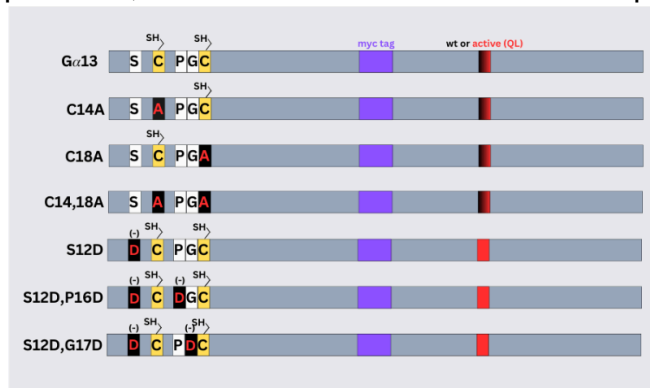 SH SH myc tag wt or active (QL)
Gα13 S C P G C
SH
C14A S A P G C
SH
C18A S C P G A
C14,18A S A P G A
(-) SH SH
S12D D C P G C
(-) SH (-) SH
S12D,P16D D C D G C
(-) SH (-) SH
S12D,G17D D C P D C